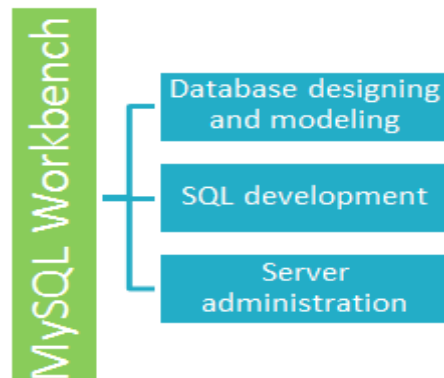 MySQL Workbench
Database designing
and modeling
SQL development
Server
administration